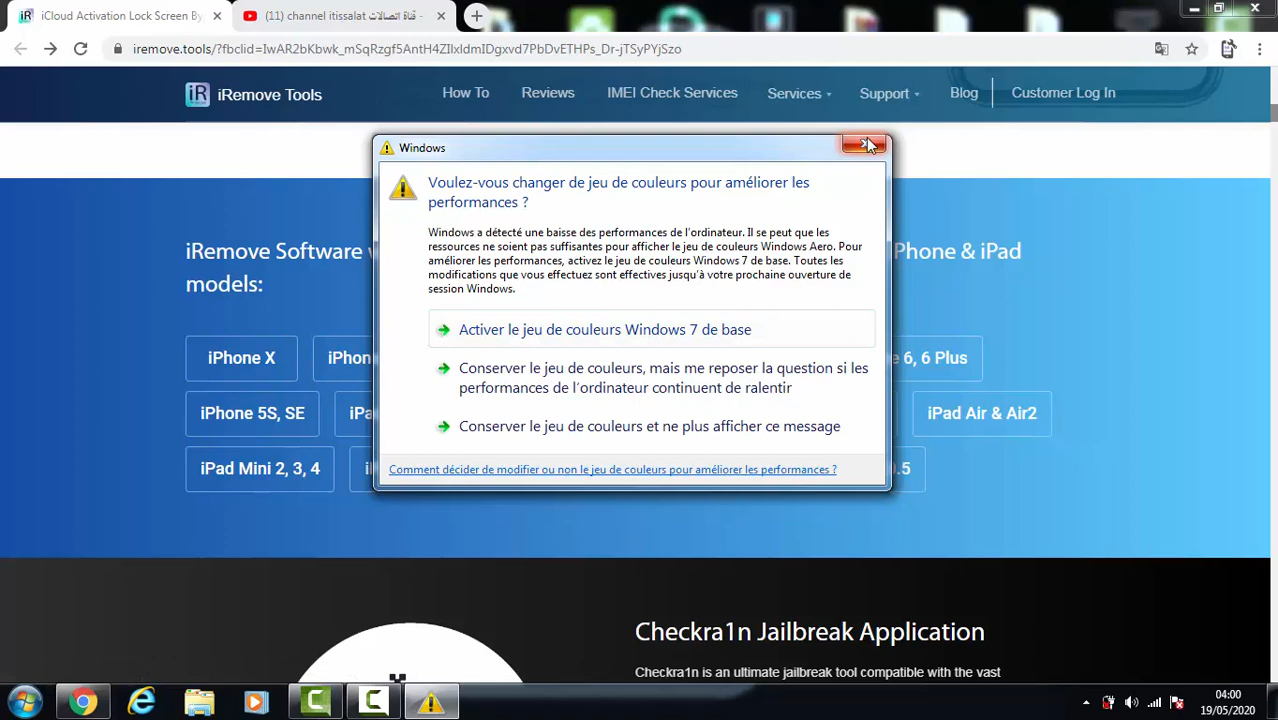 iCloud Activation Lock Screen By
(11) channel itissalat قناة اتصالات -
iremove.tools/?fbclid=IwAR2bKbwk_mSqRzgf5AntH4ZIlxldmIDgxvd7PbDvETHPs_Dr-jTSyPYjSzo
iR iRemove Tools
How To
Reviews
IMEI Check Services
Services
Support
Blog
Customer Log In
Windows
Voulez-vous changer de jeu de couleurs pour améliorer les
performances ?
Windows a détecté une baisse des performances de l'ordinateur. Il se peut que les
ressources ne soient pas suffisantes pour afficher le jeu de couleurs Windows Aero. Pour
améliorer les performances, activez le jeu de couleurs Windows 7 de base. Toutes les
modifications que vous effectuez sont effectives jusqu'à votre prochaine ouverture de
session Windows.
Activer le jeu de couleurs Windows 7 de base
Conserver le jeu de couleurs, mais me reposer la question si les
performances de l'ordinateur continuent de ralentir
Conserver le jeu de couleurs et ne plus afficher ce message
Comment décider de modifier ou non le jeu de couleurs pour améliorer les performances ?
iRemove Software
Phone & iPad
models:
iPhone X
6, 6 Plus
iPhone 5S, SE
iPad Air & Air2
iPad Mini 2, 3, 4
Checkra1n Jailbreak Application
Checkra1n is an ultimate jailbreak tool compatible with the vast
04:00
19/05/2020